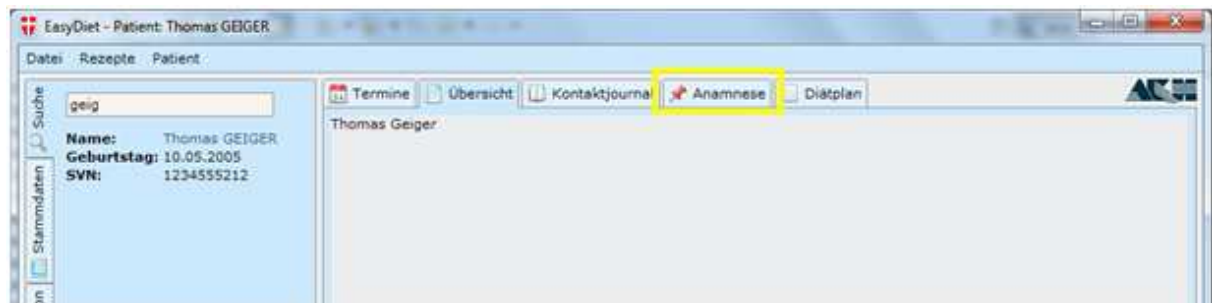 EasyDiet - Patient: Thomas GEIGER
Datei Rezepte Patient
Suche
geig
Name: Thomas GEIGER
Geburtstag: 10.05.2005
SVN: 1234555212
Stammdaten
Termine Übersicht Kontaktjournal Anamnese Diätplan
Thomas Geiger